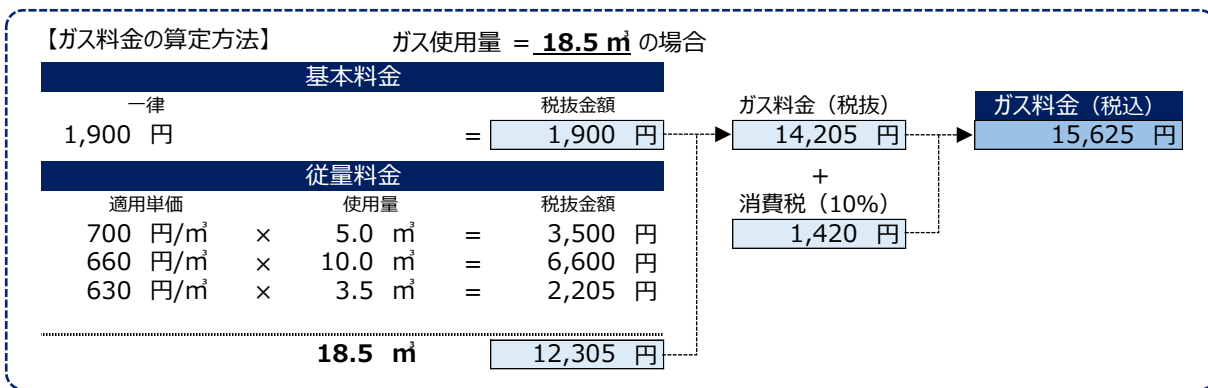 【ガス料金の算定方法】 ガス使用量 = 18.5 ㎥ の場合
基本料金
一律 税抜金額
1,900 円 = 1,900 円
ガス料金（税抜）
14,205 円
+
消費税（10%）
1,420 円
ガス料金（税込）
15,625 円
従量料金
適用単価 使用量 税抜金額
700 円/㎥ × 5.0 ㎥ = 3,500 円
660 円/㎥ × 10.0 ㎥ = 6,600 円
630 円/㎥ × 3.5 ㎥ = 2,205 円
18.5 ㎥ 12,305 円